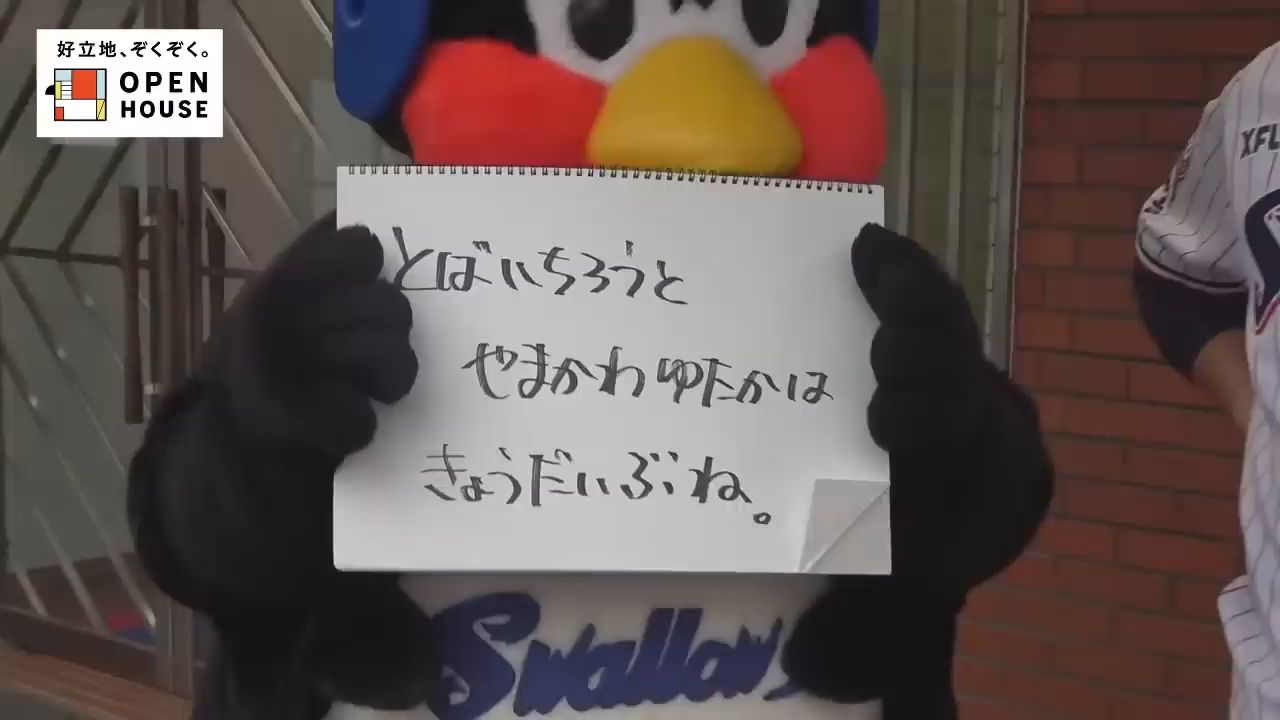 好立地、ぞくぞく。
OPEN
HOUSE
とばいちろうと
やまかわゆたかは
きょうだいぶね。
Swallows
XFL